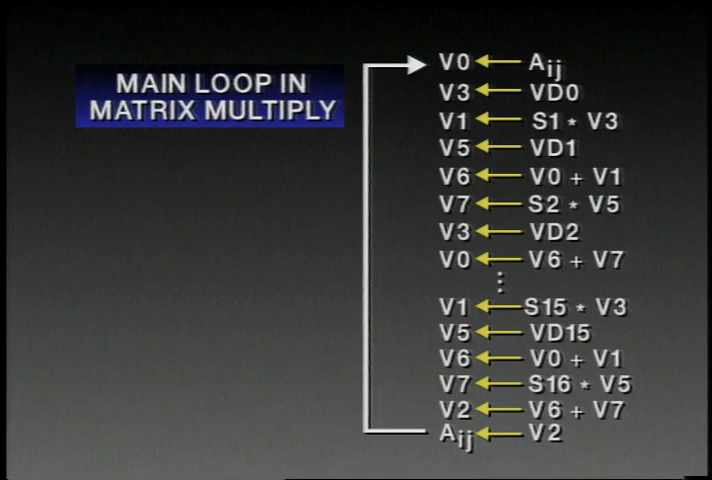 MAIN LOOP IN
MATRIX MULTIPLY
V0 ← Aij
V3 ← VD0
V1 ← S1 * V3
V5 ← VD1
V6 ← V0 + V1
V7 ← S2 * V5
V3 ← VD2
V0 ← V6 + V7
⋮
V1 ← S15 * V3
V5 ← VD15
V6 ← V0 + V1
V7 ← S16 * V5
V2 ← V6 + V7
Aij ← V2